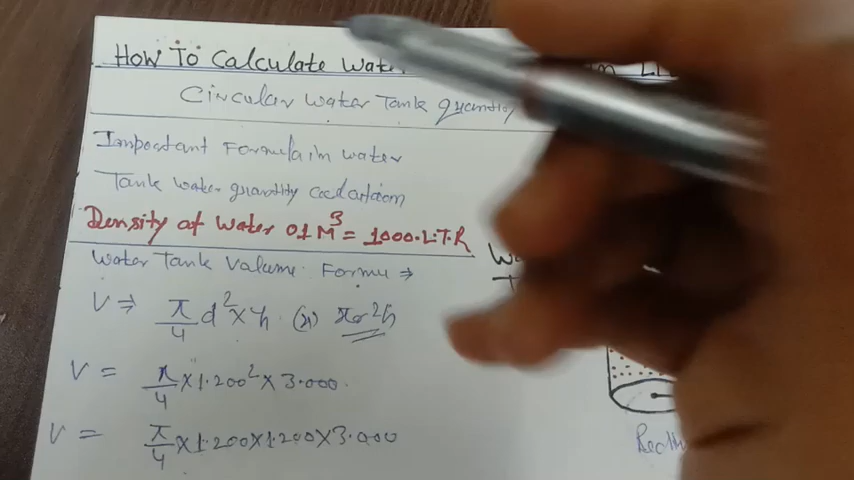 How To Calculate Wate
Circular Water Tank quantity
Important Formula in water
Tank water quantity calculation
Density of Water 01 M³ = 1000.LiT.R
Water Tank Volume Formu ⇒
V ⇒ π/4 d² × h (or) πr²h
V = π/4 × 1.200² × 3.000
V = π/4 × 1.200 × 1.200 × 3.000